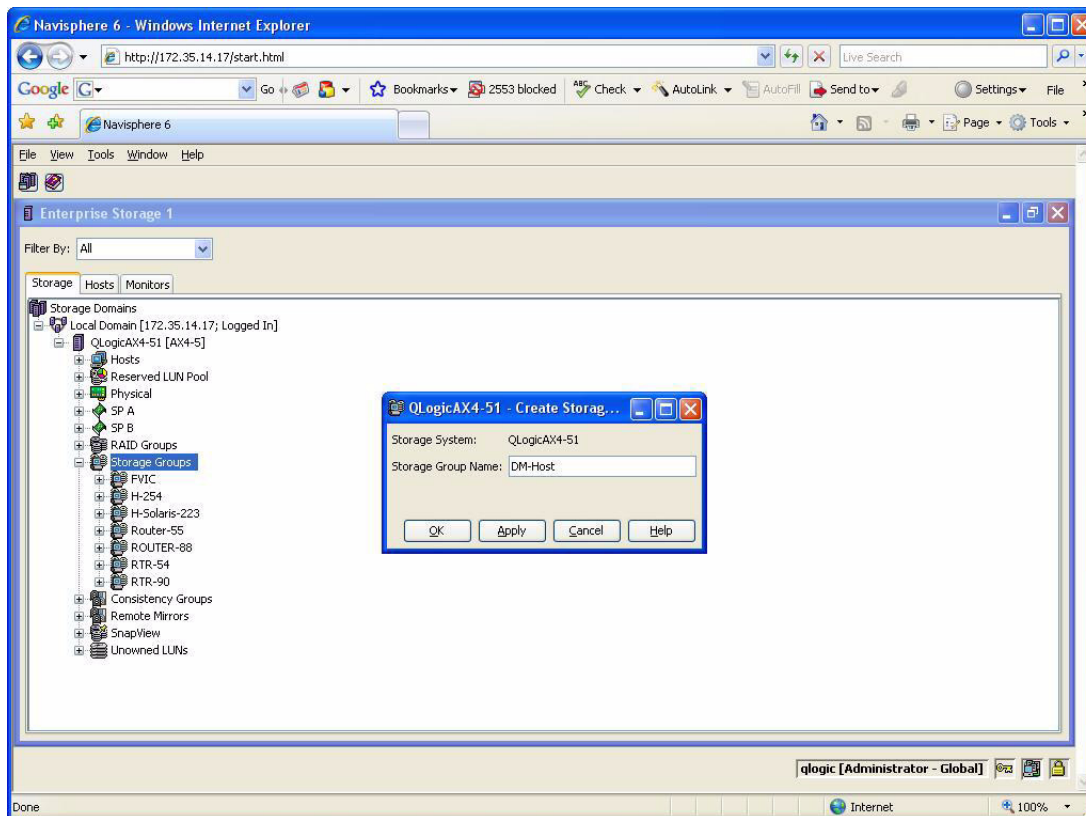 Navisphere 6 - Windows Internet Explorer
http://172.35.14.17/start.html
Live Search
Google
G
Go
Bookmarks
2553 blocked
ABC Check
AutoLink
AutoFill
Send to
Settings
File
Navisphere 6
Page
Tools
File View Tools Window Help
Enterprise Storage 1
Filter By: All
Storage Hosts Monitors
Storage Domains
Local Domain [172.35.14.17; Logged In]
QLogicAX4-51 [AX4-5]
Hosts
Reserved LUN Pool
Physical
SP A
SP B
RAID Groups
Storage Groups
FVIC
H-254
H-Solaris-223
Router-55
ROUTER-88
RTR-54
RTR-90
Consistency Groups
Remote Mirrors
SnapView
Unowned LUNs
QLogicAX4-51 - Create Storag...
Storage System: QLogicAX4-51
Storage Group Name: DM-Host
OK Apply Cancel Help
qlogic [Administrator - Global]
Done
Internet
100%